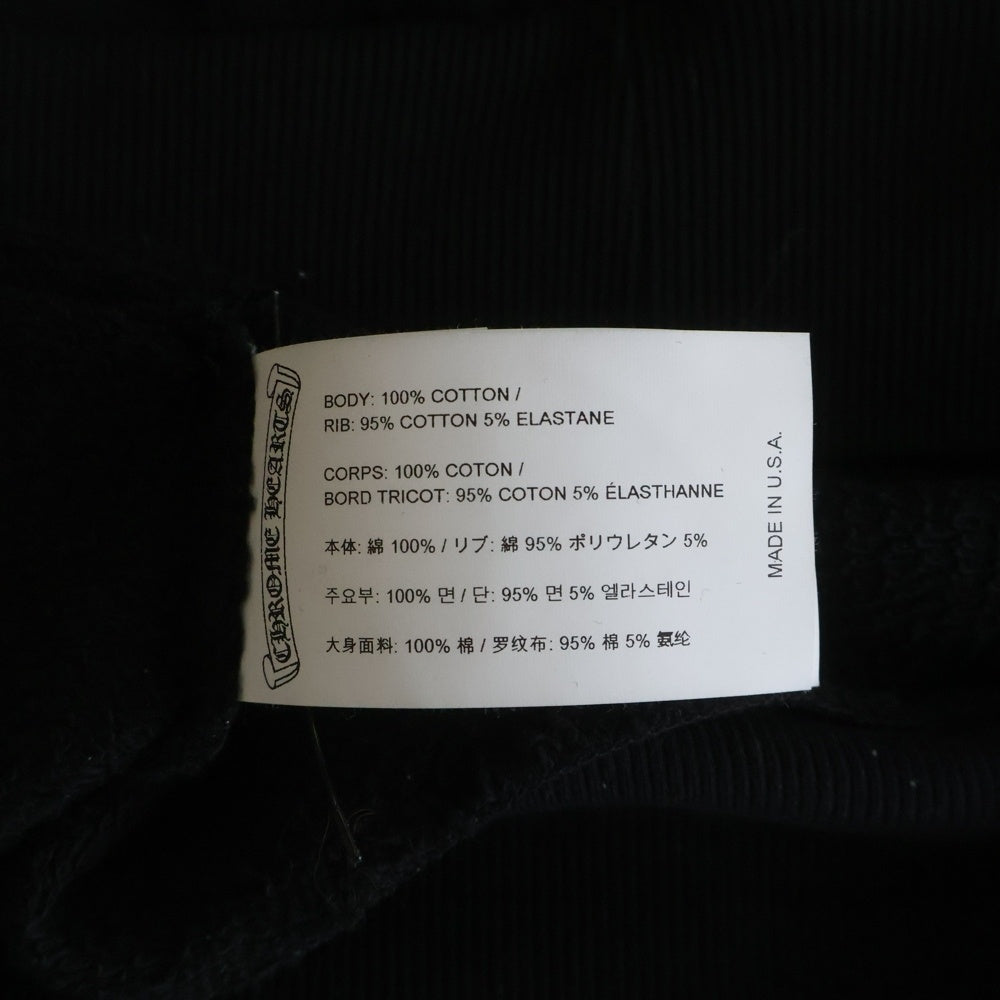 CHROME HEARTS
BODY: 100% COTTON /
RIB: 95% COTTON 5% ELASTANE
CORPS: 100% COTON /
BORD TRICOT: 95% COTON 5% ÉLASTHANNE
本体: 綿 100% / リブ: 綿 95% ポリウレタン 5%
주요부: 100% 면 / 단: 95% 면 5% 엘라스테인
大身面料: 100% 棉 / 罗纹布: 95% 棉 5% 氨纶
MADE IN U.S.A.